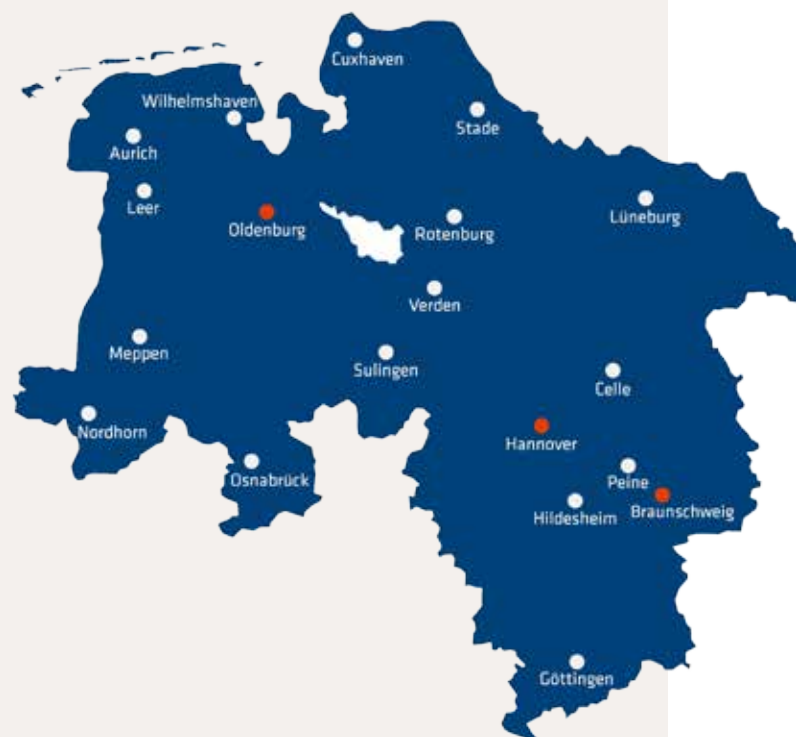 Cuxhaven
Wilhelmshaven
Stade
Aurich
Leer
Lüneburg
Oldenburg
Rotenburg
Verden
Meppen
Sulingen
Celle
Nordhorn
Hannover
Osnabrück
Peine
Hildesheim
Braunschweig
Göttingen